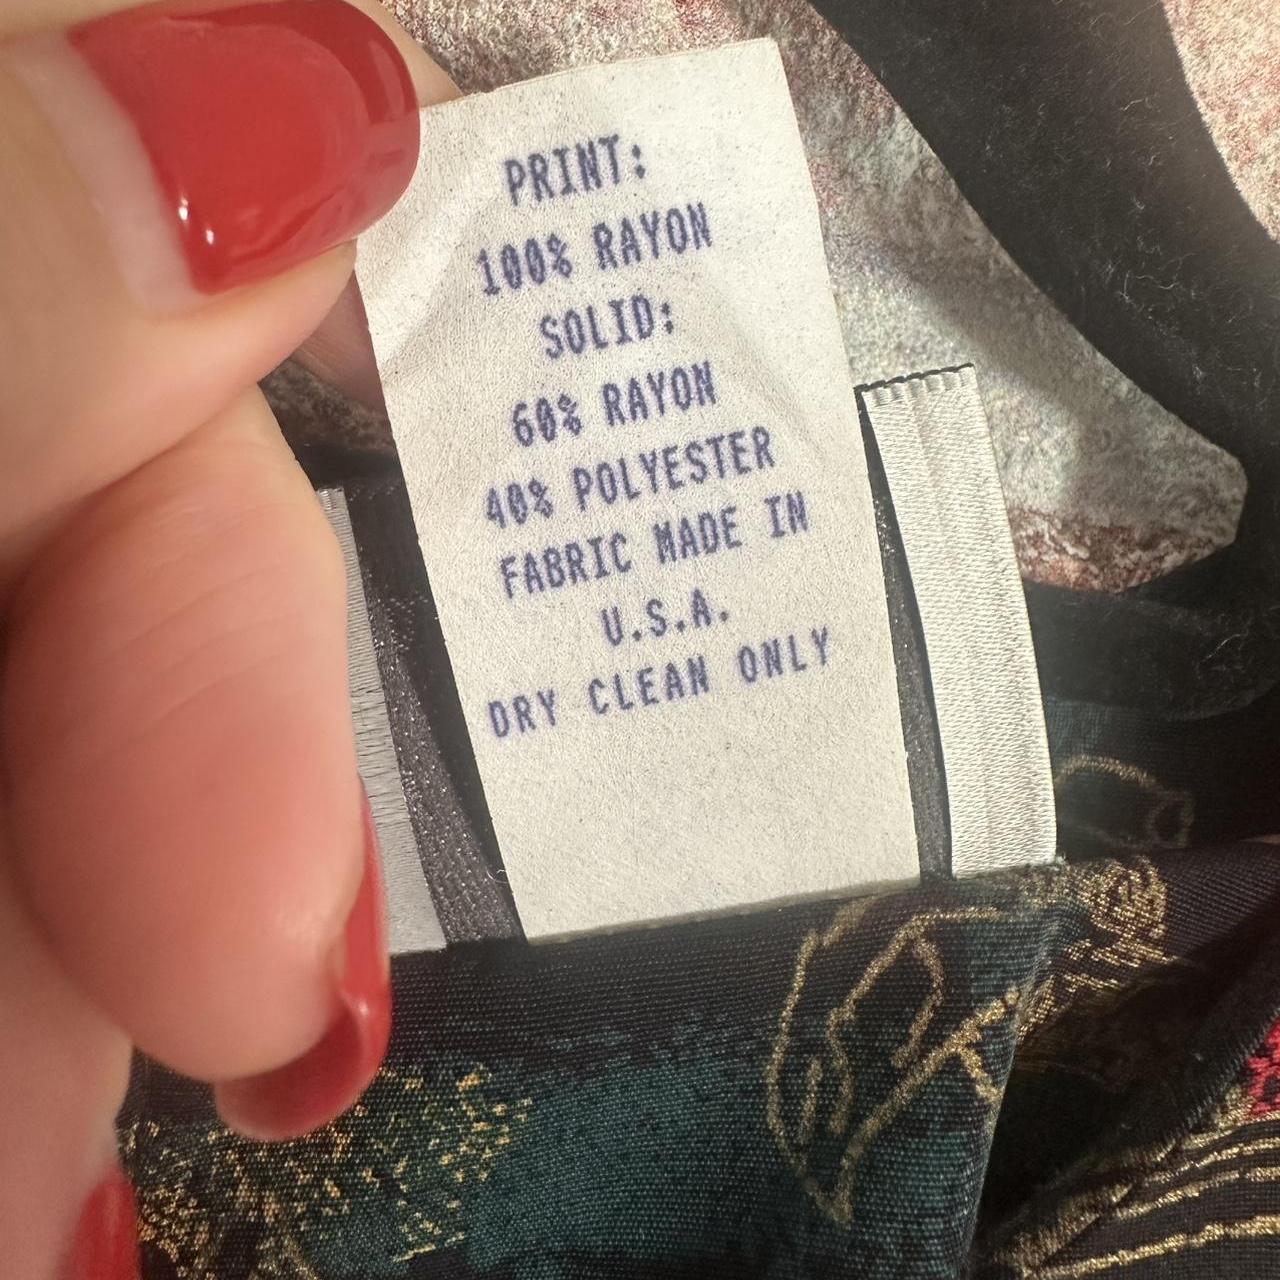 PRINT:
100% RAYON
SOLID:
60% RAYON
40% POLYESTER
FABRIC MADE IN
U.S.A.
DRY CLEAN ONLY